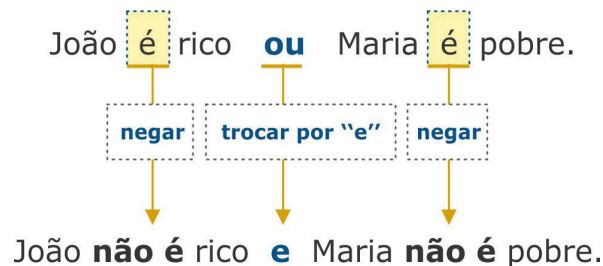 João é rico ou Maria é pobre.
negar trocar por “e” negar
João não é rico e Maria não é pobre.